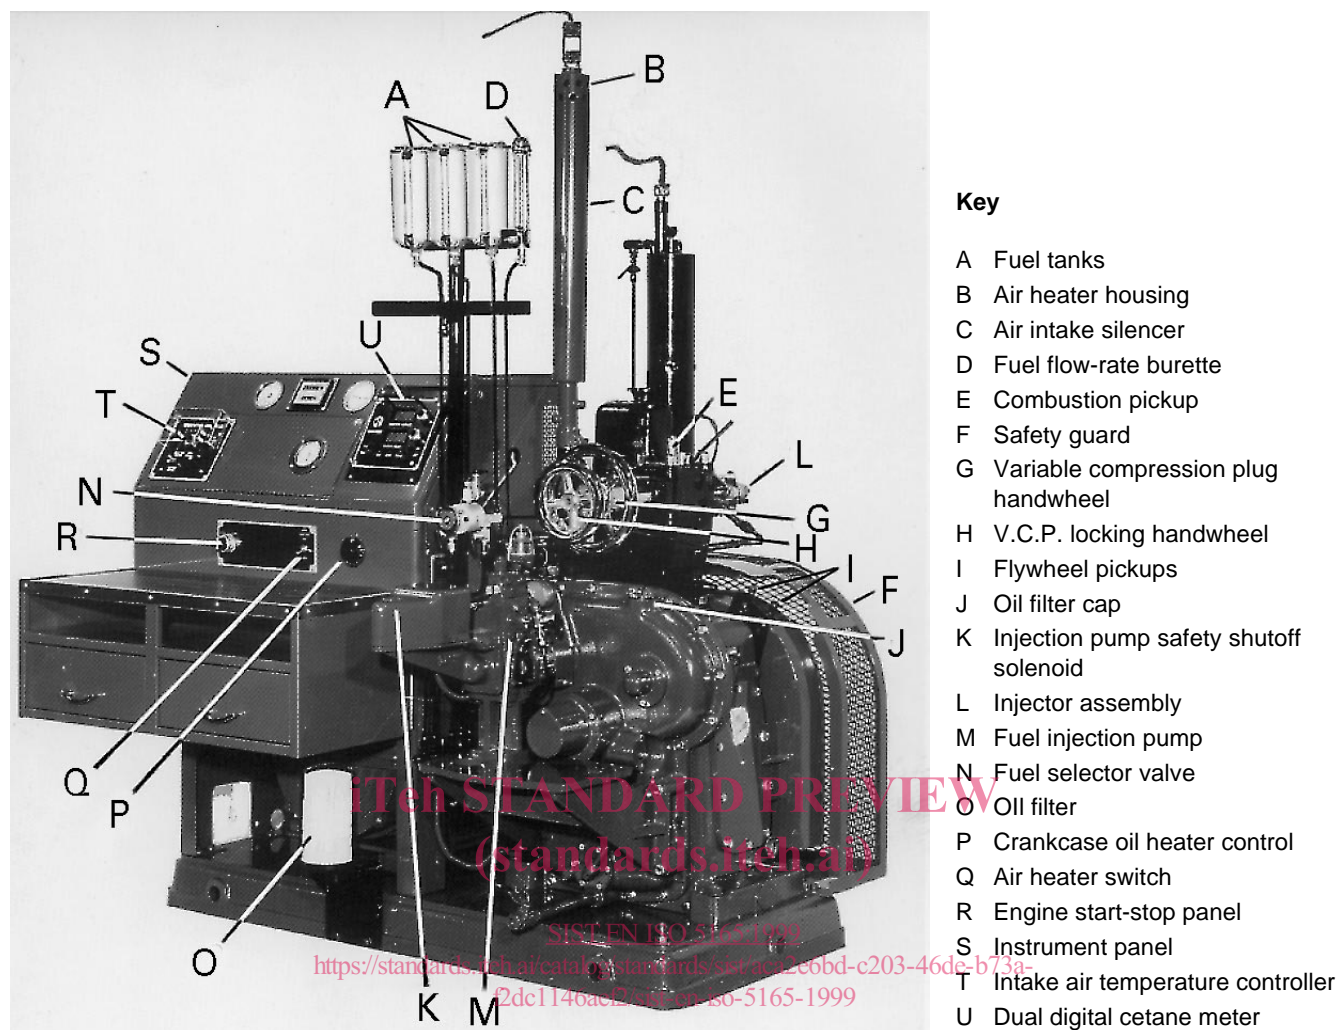 B
A
D
C
U
S
T
E
L
N
G
R
H
I
F
J
Q
P
O
K
M
Key
A Fuel tanks
B Air heater housing
C Air intake silencer
D Fuel flow-rate burette
E Combustion pickup
F Safety guard
G Variable compression plug
handwheel
H V.C.P. locking handwheel
I Flywheel pickups
J Oil filter cap
K Injection pump safety shutoff
solenoid
L Injector assembly
M Fuel injection pump
N Fuel selector valve
O OIl filter
P Crankcase oil heater control
Q Air heater switch
R Engine start-stop panel
S Instrument panel
T Intake air temperature controller
U Dual digital cetane meter
iTeh STANDARD PREVIEW
(standards.iteh.ai)
SIST EN ISO 5165:1999
https://standards.iteh.ai/catalog/standards/sist/aca2e6bd-c203-46de-b73a-
f2dc1146aef2/sist-en-iso-5165-1999